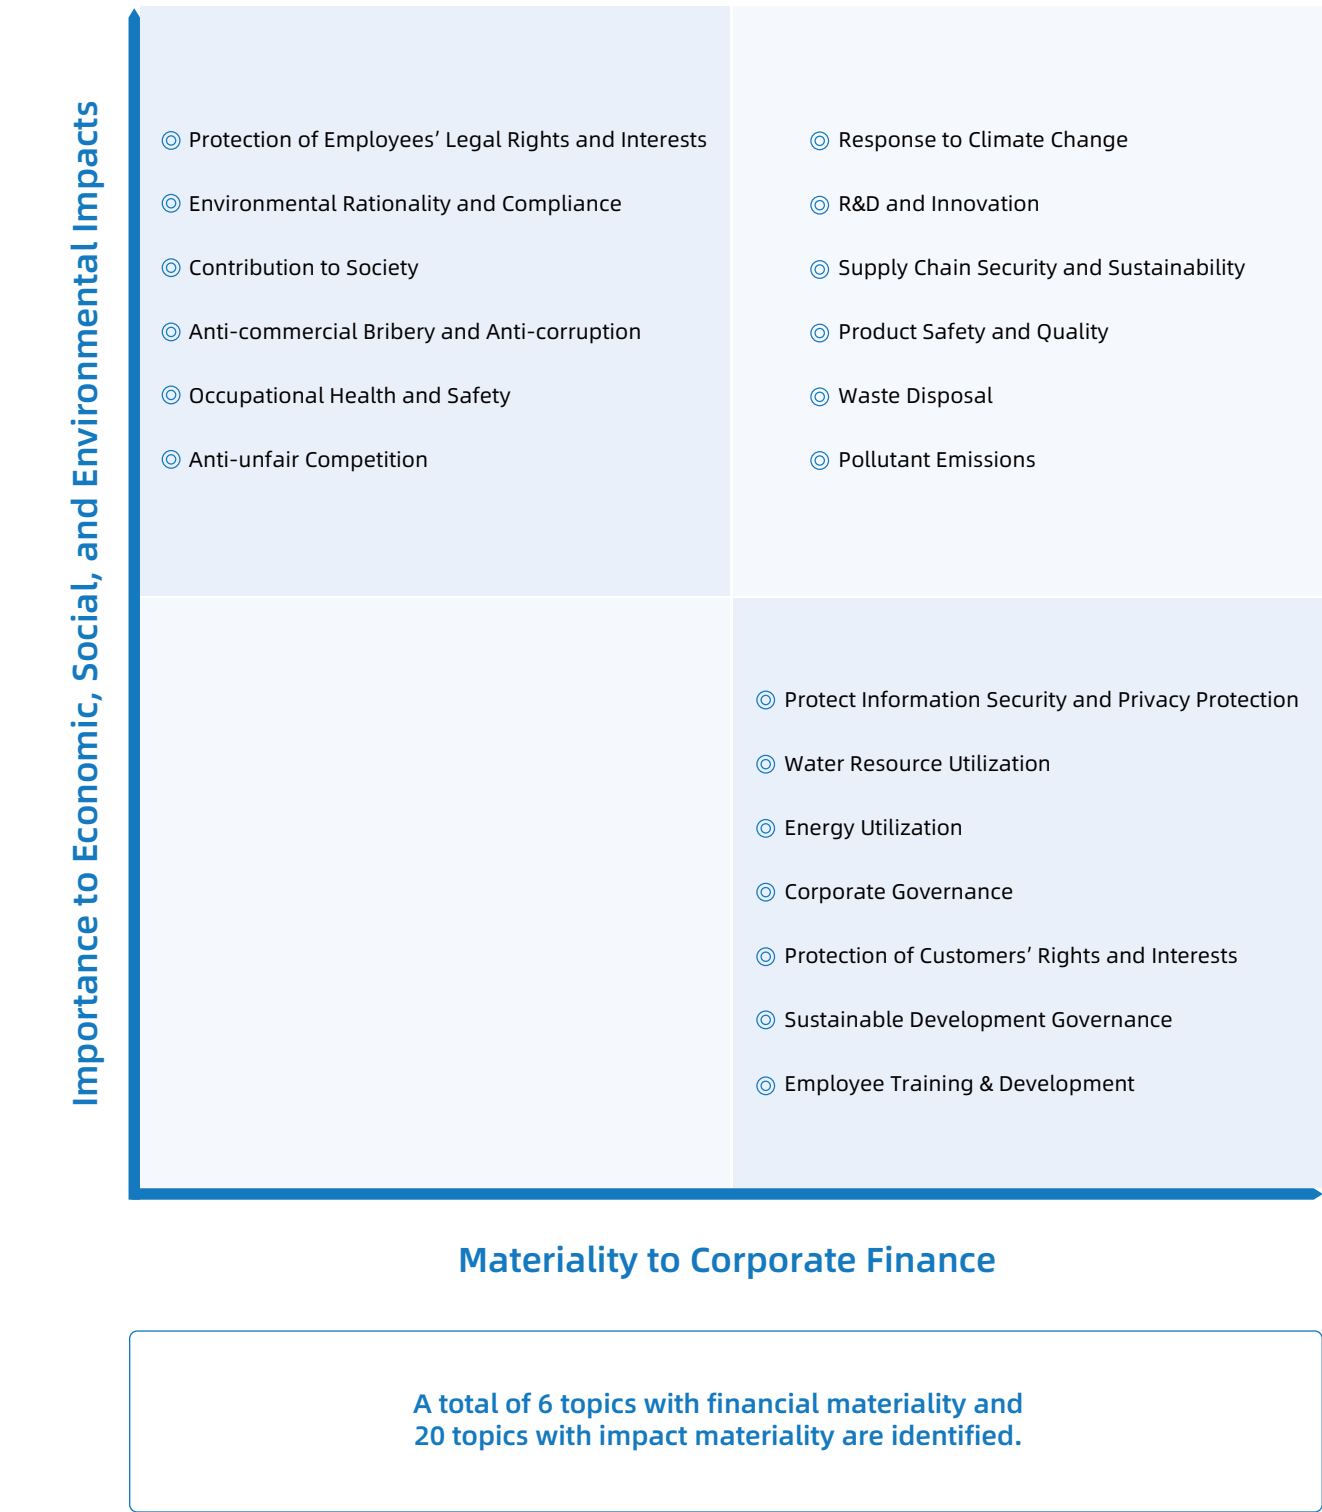 Importance to Economic, Social, and Environmental Impacts
Protection of Employees’ Legal Rights and Interests
Environmental Rationality and Compliance
Contribution to Society
Anti-commercial Bribery and Anti-corruption
Occupational Health and Safety
Anti-unfair Competition
Response to Climate Change
R&D and Innovation
Supply Chain Security and Sustainability
Product Safety and Quality
Waste Disposal
Pollutant Emissions
Protect Information Security and Privacy Protection
Water Resource Utilization
Energy Utilization
Corporate Governance
Protection of Customers’ Rights and Interests
Sustainable Development Governance
Employee Training & Development
Materiality to Corporate Finance
A total of 6 topics with financial materiality and
20 topics with impact materiality are identified.